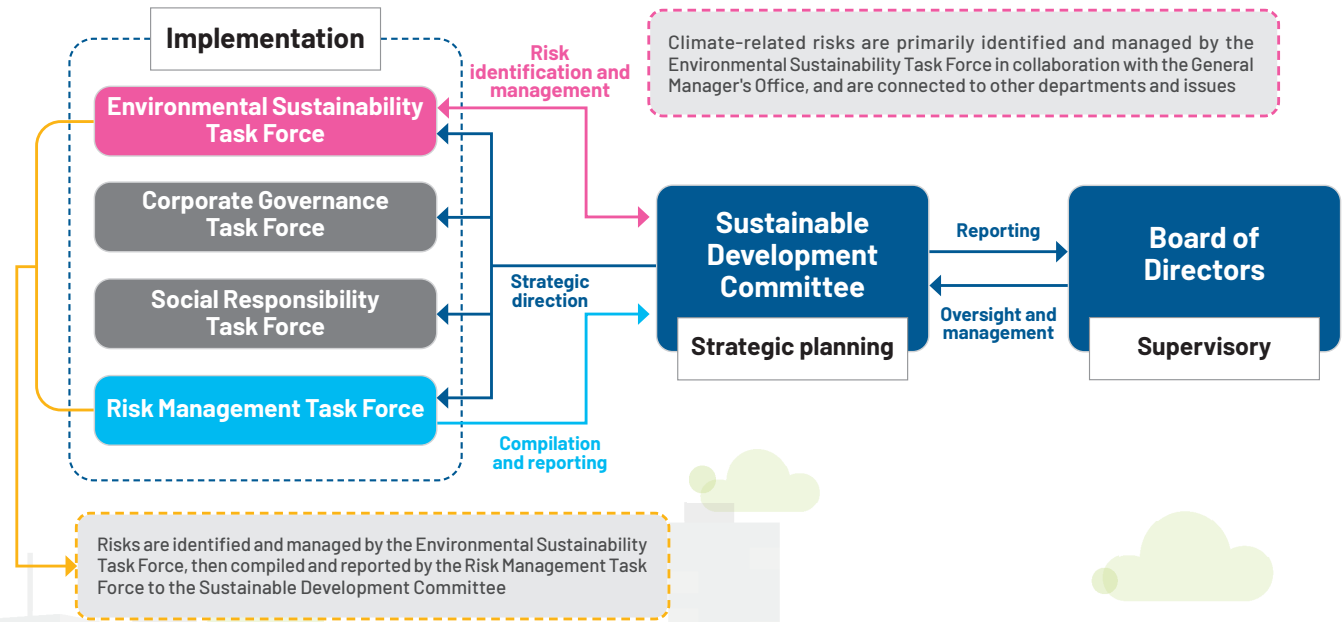 Implementation
Environmental Sustainability
Task Force
Corporate Governance
Task Force
Social Responsibility
Task Force
Risk Management Task Force
Risk
identification and
management
Strategic
direction
Compilation
and reporting
Climate-related risks are primarily identified and managed by the
Environmental Sustainability Task Force in collaboration with the General
Manager's Office, and are connected to other departments and issues
Sustainable
Development
Committee
Strategic planning
Reporting
Oversight and
management
Board of
Directors
Supervisory
Risks are identified and managed by the Environmental Sustainability
Task Force, then compiled and reported by the Risk Management Task
Force to the Sustainable Development Committee